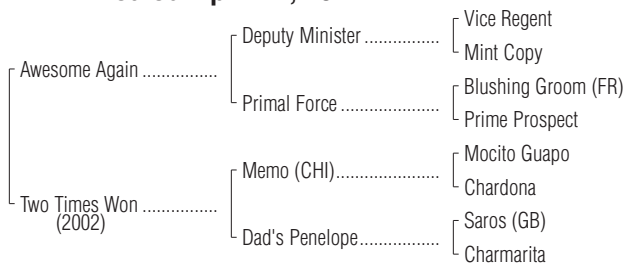 Vice Regent
Deputy Minister ................
Mint Copy
Awesome Again ................
Blushing Groom (FR)
Primal Force .....................
Prime Prospect
Mocito Guapo
Memo (CHI)......................
Chardona
Two Times Won ................
(2002)
Saros (GB)
Dad's Penelope.................
Charmarita